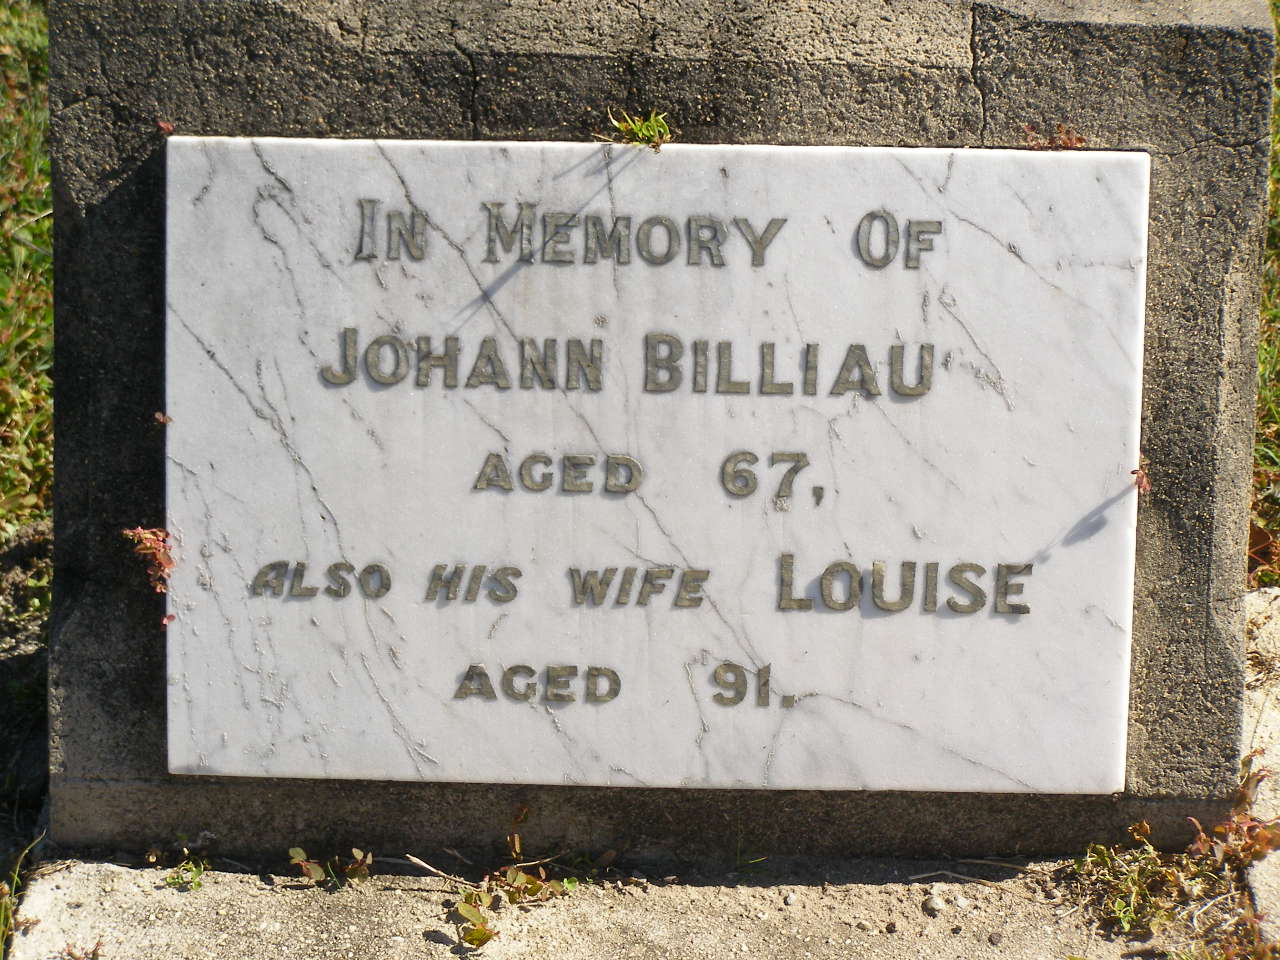 IN MEMORY OF
JOHANN BILLIAU
AGED 67,
ALSO HIS WIFE LOUISE
AGED 91.